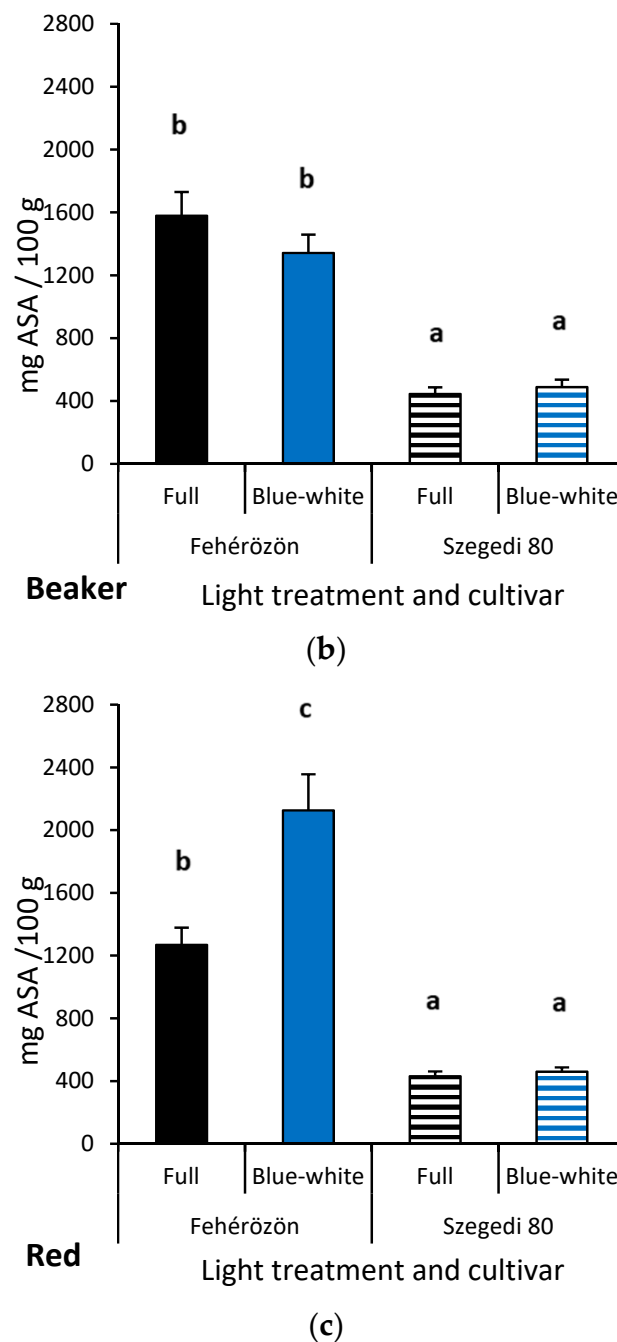 2800
2400
2000
1600
1200
800
400
0
mg ASA / 100 g
b
b
a
a
Full Blue-white Full Blue-white
Fehérözön Szegedi 80
Beaker Light treatment and cultivar
(b)
2800
2400
2000
1600
1200
800
400
0
mg ASA /100 g
b
c
a
a
Full Blue-white Full Blue-white
Fehérözön Szegedi 80
Red Light treatment and cultivar
(c)